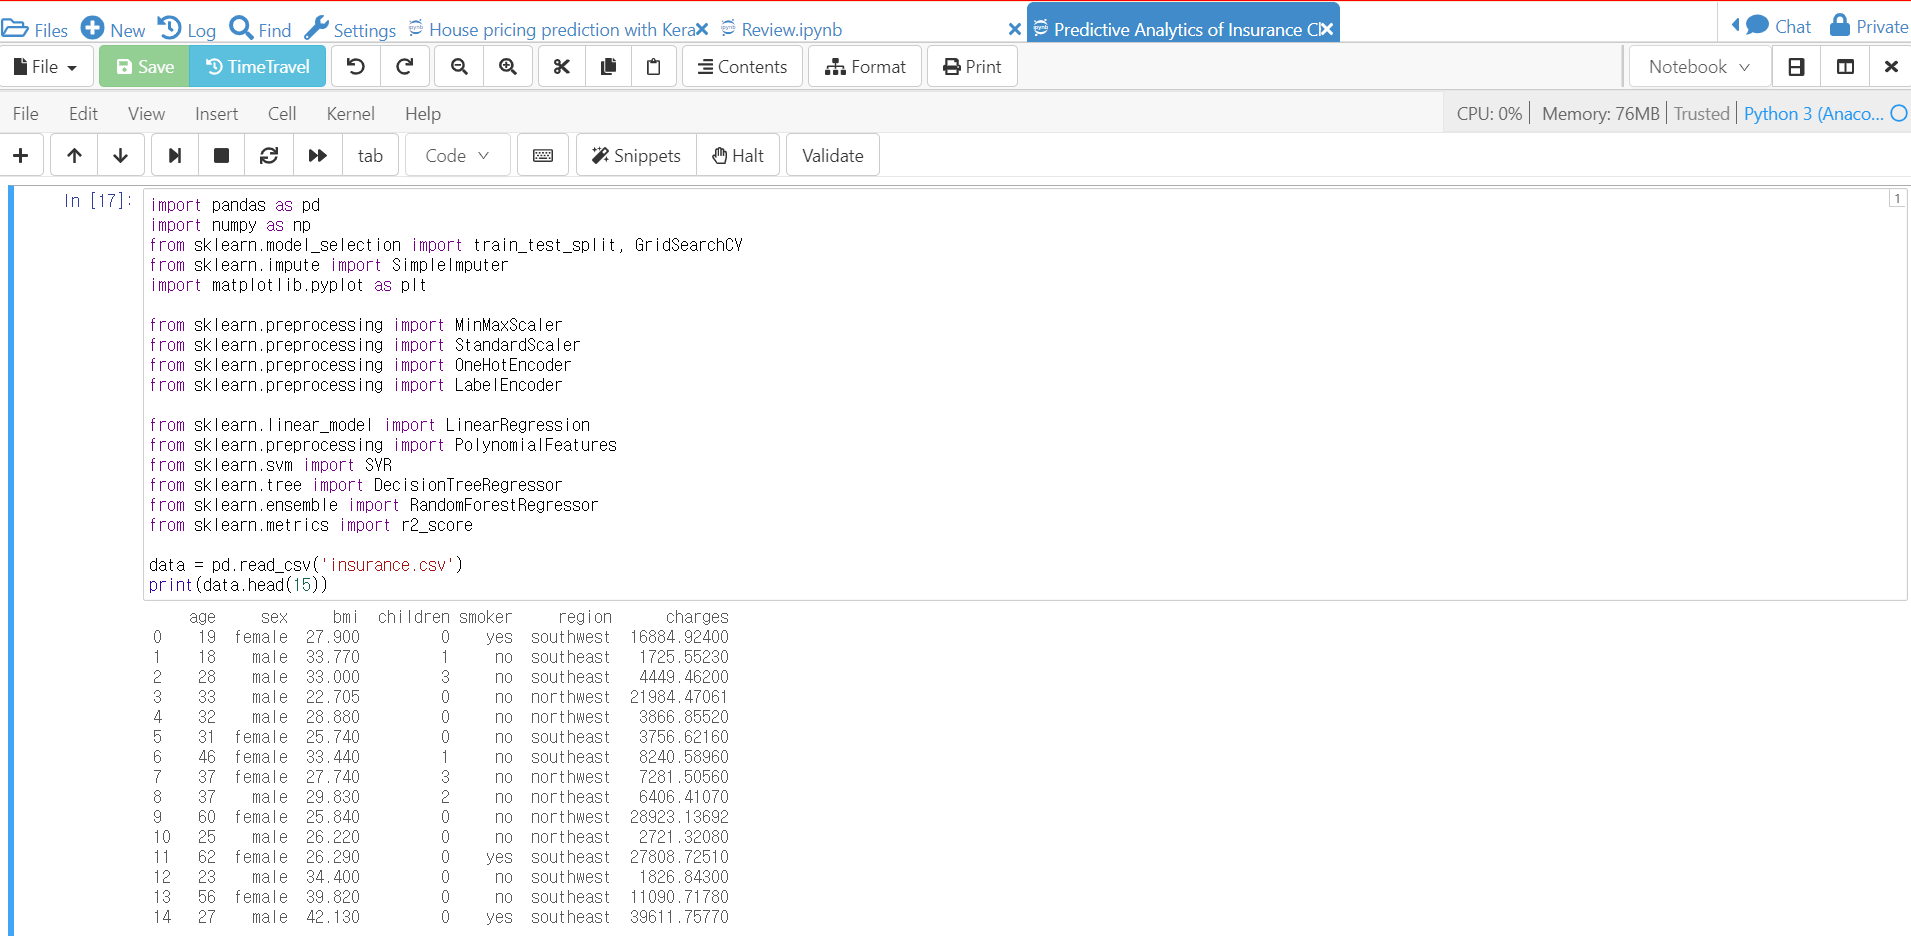 Files New Log Find Settings House pricing prediction with Kera Review.ipynb Predictive Analytics of Insurance Cl Chat Private
File Save TimeTravel Contents Format Print Notebook
File Edit View Insert Cell Kernel Help CPU: 0% Memory: 76MB Trusted Python 3 (Anaco...
tab Code Snippets Halt Validate
In [17]:
1
import pandas as pd
import numpy as np
from sklearn.model_selection import train_test_split, GridSearchCV
from sklearn.impute import SimpleImputer
import matplotlib.pyplot as plt
from sklearn.preprocessing import MinMaxScaler
from sklearn.preprocessing import StandardScaler
from sklearn.preprocessing import OneHotEncoder
from sklearn.preprocessing import LabelEncoder
from sklearn.linear_model import LinearRegression
from sklearn.preprocessing import PolynomialFeatures
from sklearn.svm import SVR
from sklearn.tree import DecisionTreeRegressor
from sklearn.ensemble import RandomForestRegressor
from sklearn.metrics import r2_score
data = pd.read_csv('insurance.csv')
print(data.head(15))
age sex bmi children smoker region charges
0 19 female 27.900 0 yes southwest 16884.92400
1 18 male 33.770 1 no southeast 1725.55230
2 28 male 33.000 3 no southeast 4449.46200
3 33 male 22.705 0 no northwest 21984.47061
4 32 male 28.880 0 no northwest 3866.85520
5 31 female 25.740 0 no southeast 3756.62160
6 46 female 33.440 1 no southeast 8240.58960
7 37 female 27.740 3 no northwest 7281.50560
8 37 male 29.830 2 no northeast 6406.41070
9 60 female 25.840 0 no northwest 28923.13692
10 25 male 26.220 0 no northeast 2721.32080
11 62 female 26.290 0 yes southeast 27808.72510
12 23 male 34.400 0 no southwest 1826.84300
13 56 female 39.820 0 no southeast 11090.71780
14 27 male 42.130 0 yes southeast 39611.75770